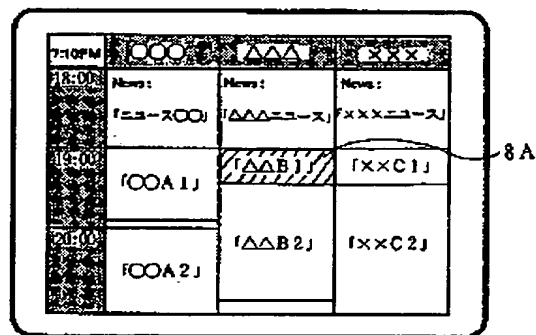 7:10PM ○○○ △△△ ×××
18:00 News: News: News:
「ニュース○○」 「△△△ニュース」 「×××ニュース」
19:00 「○○A1」 「△△B1」 「××C1」 8A
20:00 「○○A2」 「△△B2」 「××C2」